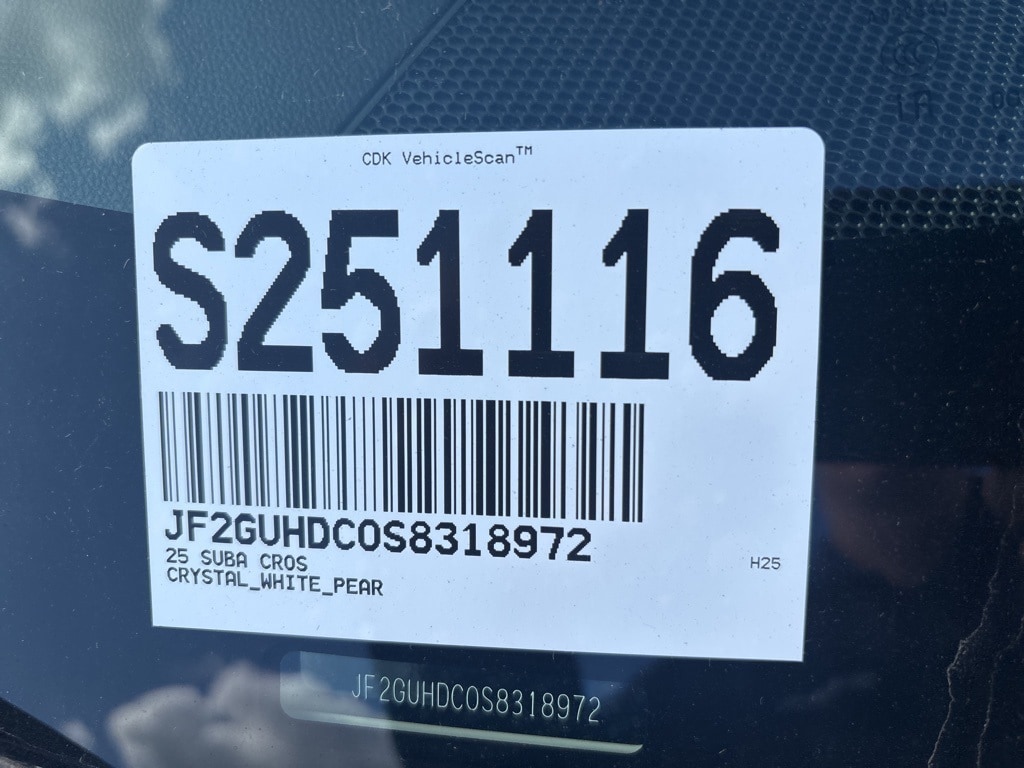 CDK VehicleScan™
S251116
JF2GUHDC0S8318972
25 SUBA CROS
CRYSTAL_WHITE_PEAR
H25
JF2GUHDC0S8318972